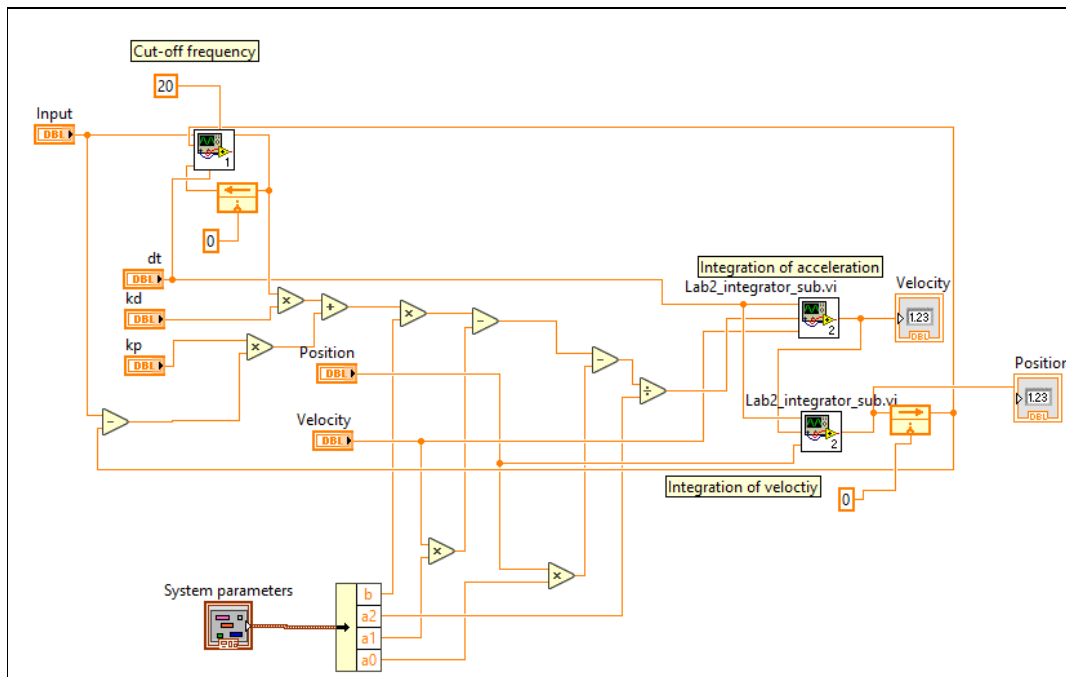 Cut-off frequency
20
Input
DBL
1
0
dt
DBL
kd
DBL
kp
DBL
Position
DBL
Velocity
DBL
Integration of acceleration
Lab2_integrator_sub.vi
2
Velocity
1.23
DBL
Position
1.23
DBL
Lab2_integrator_sub.vi
2
0
Integration of veloctiy
System parameters
b
a2
a1
a0